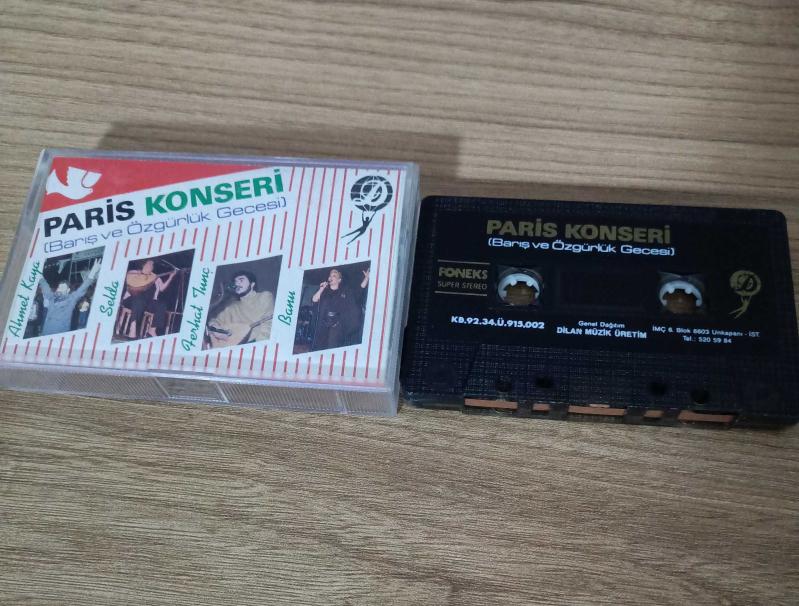 PARİS KONSERİ
(Barış ve Özgürlük Gecesi)
Ahmet Kaya
Selda
Ferhat Tunç
Banu
PARİS KONSERİ
(Barış ve Özgürlük Gecesi)
FONEKS
SUPER STEREO
KB.92.34.Ü.915.002
Genel Dağıtım
DİLAN MÜZİK ÜRETİM
İMÇ 6. Blok 6603 Unkapanı - İST.
Tel.: 520 59 84